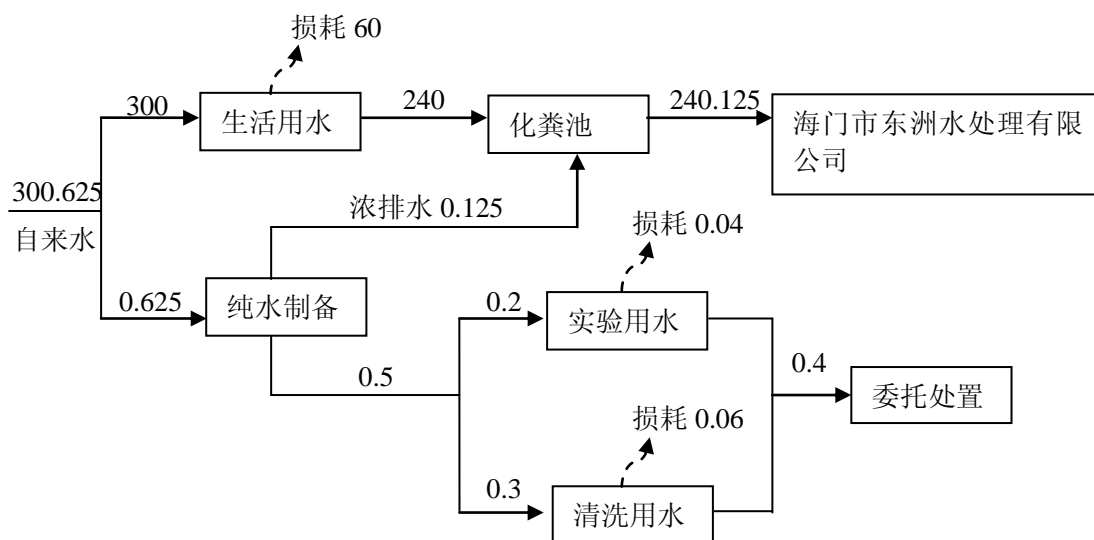 损耗 60
300
生活用水
240
化粪池
240.125
海门市东洲水处理有限
公司
300.625
自来水
浓排水 0.125
损耗 0.04
0.625
纯水制备
0.2
实验用水
0.5
0.4
委托处置
损耗 0.06
0.3
清洗用水